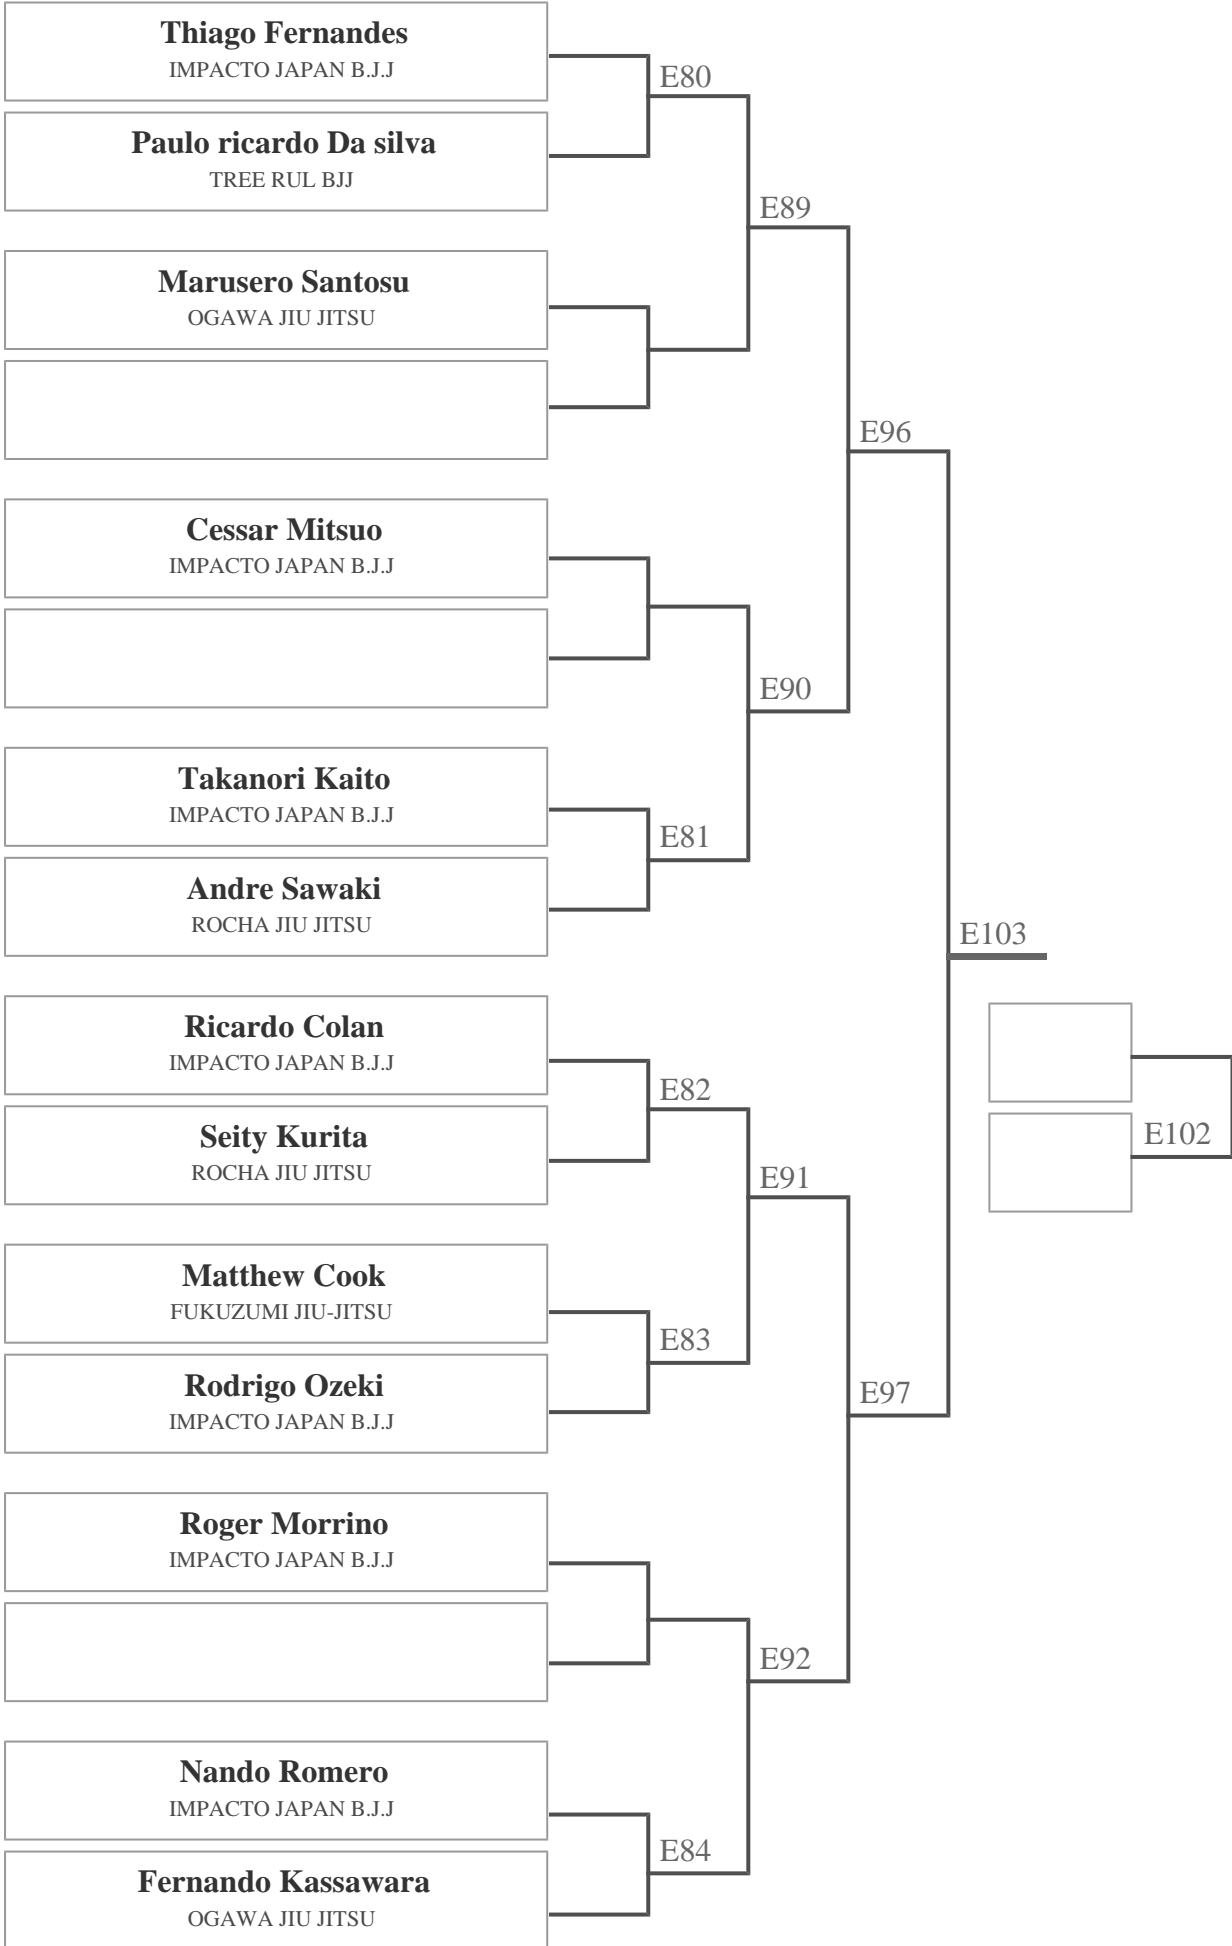 Thiago Fernandes
IMPACTO JAPAN B.J.J
E80
Paulo ricardo Da silva
TREE RUL BJJ
E89
Marusero Santosu
OGAWA JIU JITSU
E96
Cessar Mitsuo
IMPACTO JAPAN B.J.J
E90
Takanori Kaito
IMPACTO JAPAN B.J.J
E81
Andre Sawaki
ROCHA JIU JITSU
E103
Ricardo Colan
IMPACTO JAPAN B.J.J
E82
Seity Kurita
ROCHA JIU JITSU
E102
E91
Matthew Cook
FUKUZUMI JIU-JITSU
E83
Rodrigo Ozeki
IMPACTO JAPAN B.J.J
E97
Roger Morrino
IMPACTO JAPAN B.J.J
E92
Nando Romero
IMPACTO JAPAN B.J.J
E84
Fernando Kassawara
OGAWA JIU JITSU